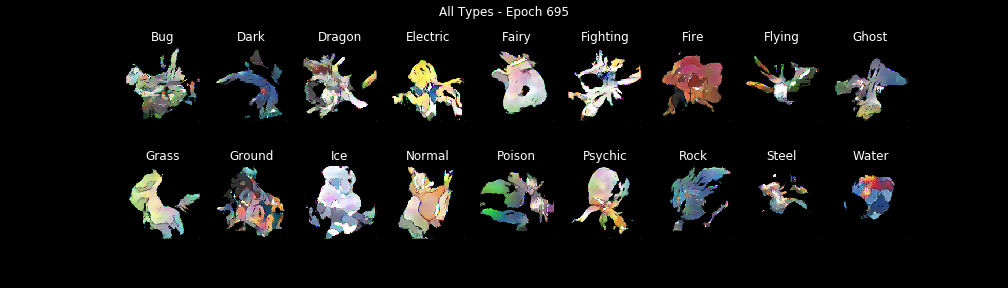 All Types - Epoch 695
Bug Dark Dragon Electric Fairy Fighting Fire Flying Ghost
Grass Ground Ice Normal Poison Psychic Rock Steel Water